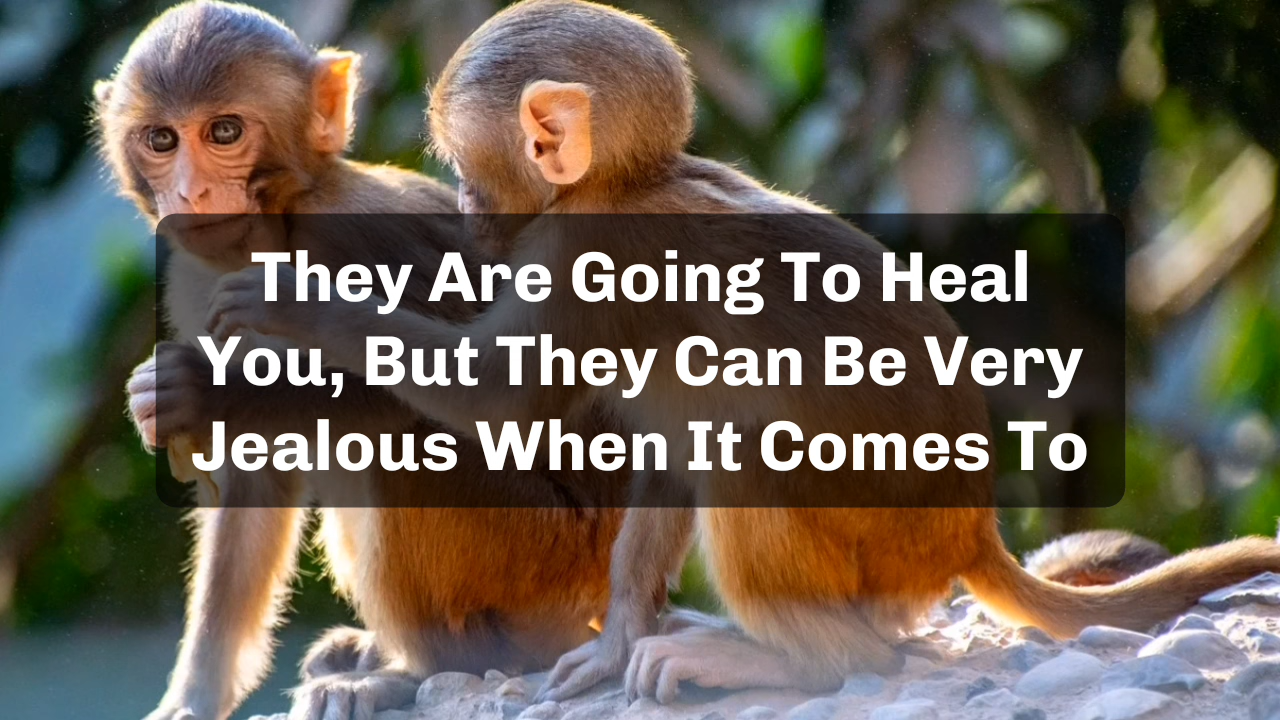 They Are Going To Heal
You, But They Can Be Very
Jealous When It Comes To